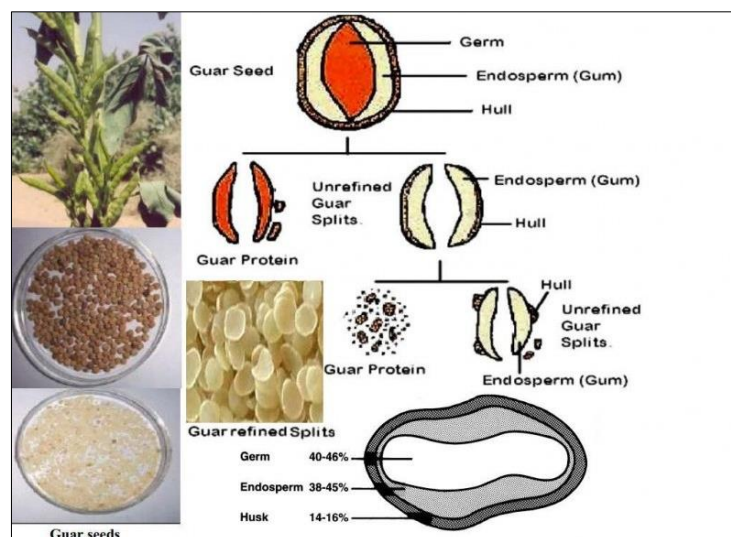 Guar Seed
Germ
Endosperm (Gum)
Hull
Unrefined
Guar
Splits.
Endosperm (Gum)
Hull
Guar Protein
Hull
Unrefined
Guar
Splits.
Guar Protein
Endosperm (Gum)
Guar refined Splits
Germ 40-46%
Endosperm 38-45%
Husk 14-16%
Guar seeds